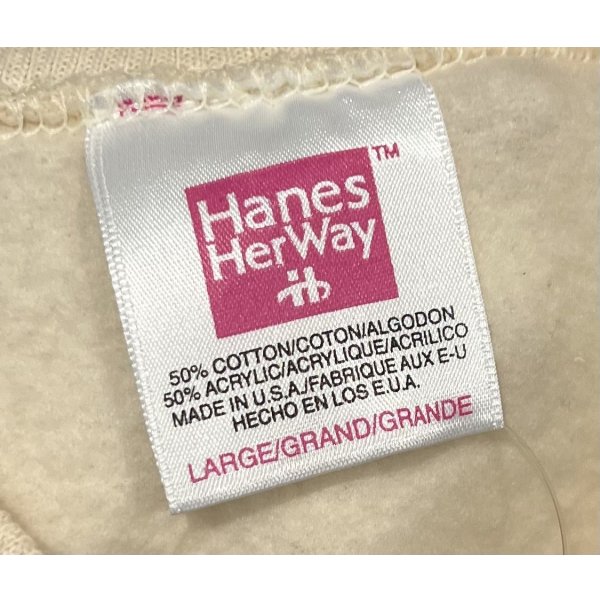 Hanes
HerWay
TM
50% COTTON/COTON/ALGODON
50% ACRYLIC/ACRYLIQUE/ACRILICO
MADE IN U.S.A./FABRIQUE AUX E-U
HECHO EN LOS E.U.A.
LARGE/GRAND/GRANDE